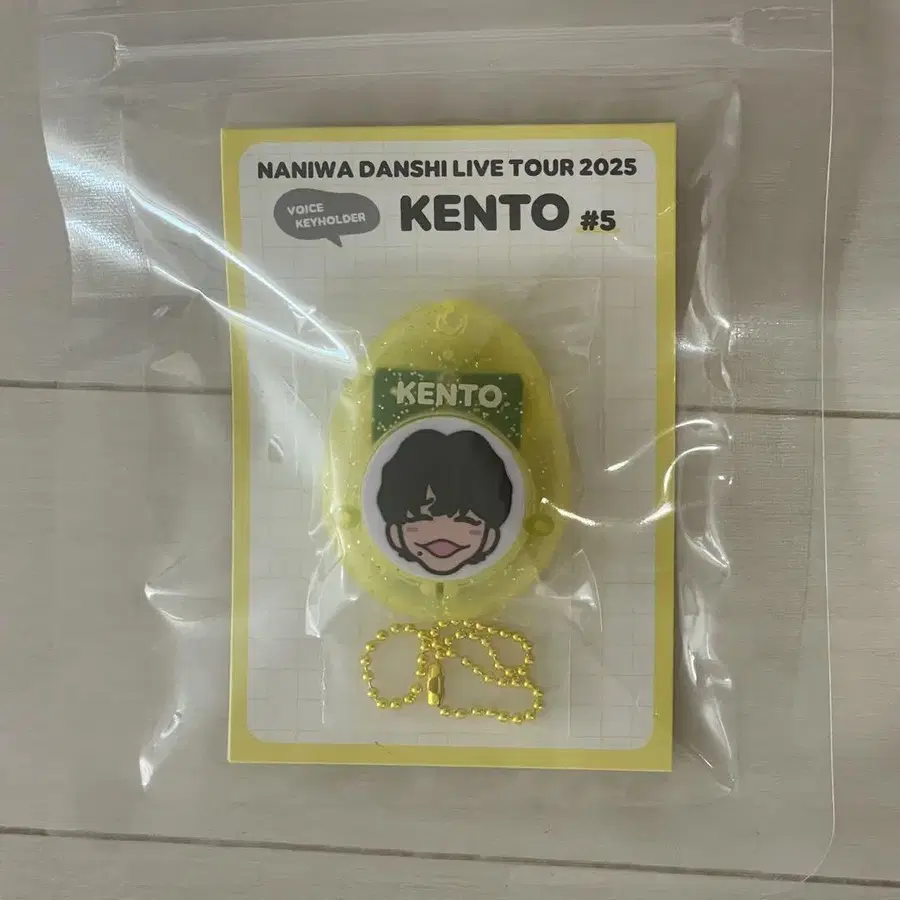 NANIWA DANSHI LIVE TOUR 2025
VOICE
KEYHOLDER
KENTO #5
KENTO